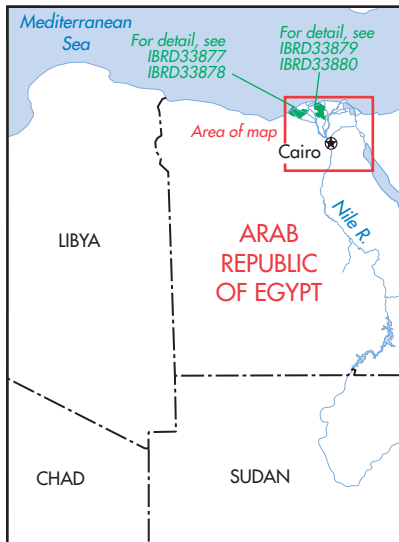 Mediterranean
Sea
For detail, see
IBRD33877
IBRD33878
For detail, see
IBRD33879
IBRD33880
Area of map
Cairo
Nile R.
LIBYA
ARAB
REPUBLIC
OF EGYPT
CHAD
SUDAN